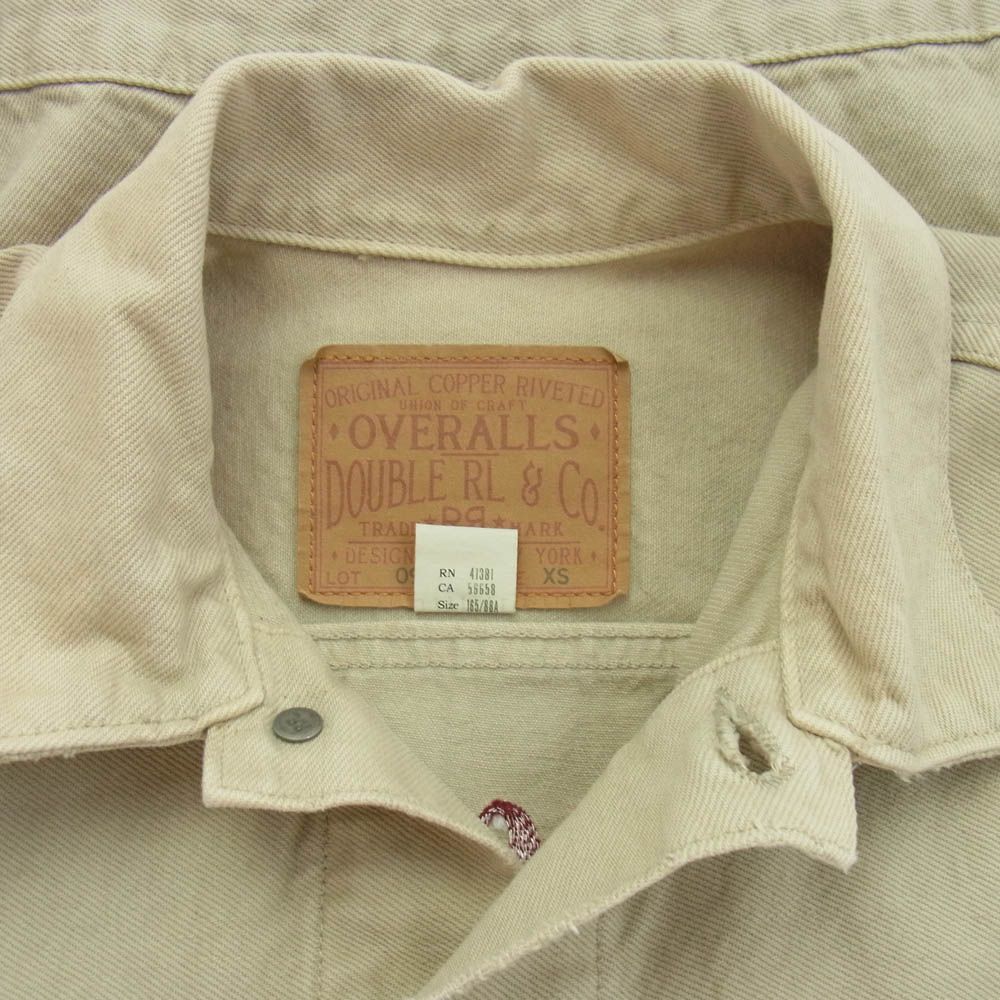 ORIGINAL COPPER RIVETED
UNION OF CRAFT
OVERALLS
DOUBLE RL & CO.
TRADE MARK
DESIGN YORK
LOT XS
RN 41381
CA 56658
Size 165/88A